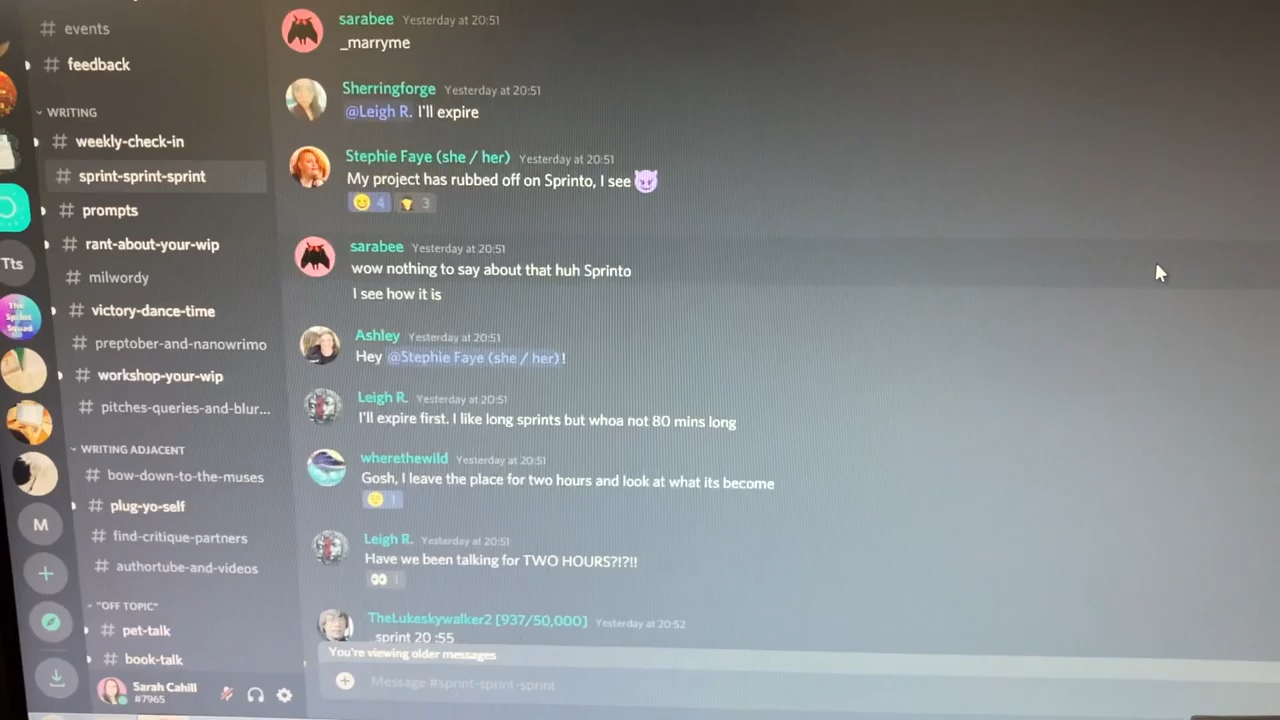 events
feedback
WRITING
weekly-check-in
sprint-sprint-sprint
prompts
rant-about-your-wip
milwordy
victory-dance-time
preptober-and-nanowrimo
workshop-your-wip
pitches-queries-and-blur...
WRITING ADJACENT
bow-down-to-the-muses
plug-yo-self
find-critique-partners
authortube-and-videos
"OFF TOPIC"
pet-talk
book-talk
Sarah Cahill
#7965
Tts
The
Sprint
Squad
M
sarabee Yesterday at 20:51
_marryme
Sherringforge Yesterday at 20:51
@Leigh R. I'll expire
Stephie Faye (she / her) Yesterday at 20:51
My project has rubbed off on Sprinto, I see
4 3
sarabee Yesterday at 20:51
wow nothing to say about that huh Sprinto
I see how it is
Ashley Yesterday at 20:51
Hey @Stephie Faye (she / her) !
Leigh R. Yesterday at 20:51
I'll expire first. I like long sprints but whoa not 80 mins long
wherethewild Yesterday at 20:51
Gosh, I leave the place for two hours and look at what its become
1
Leigh R. Yesterday at 20:51
Have we been talking for TWO HOURS?!?!!
1
TheLukeskywalker2 [937/50,000] Yesterday at 20:52
_sprint 20 :55
You're viewing older messages
Message #sprint-sprint-sprint